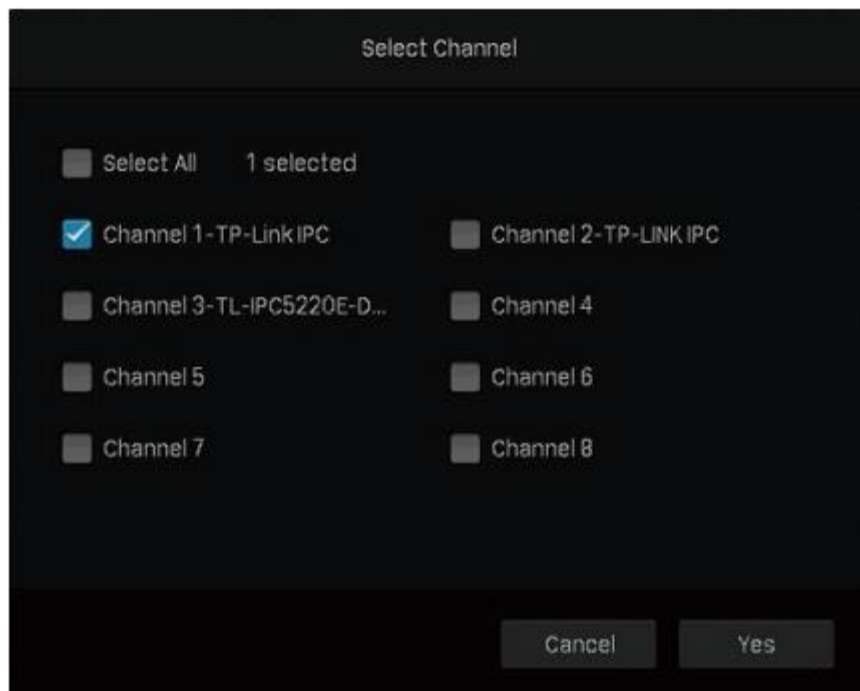 Select Channel
Select All 1 selected
Channel 1-TP-Link IPC Channel 2-TP-LINK IPC
Channel 3-TL-IPC5220E-D... Channel 4
Channel 5 Channel 6
Channel 7 Channel 8
Cancel Yes